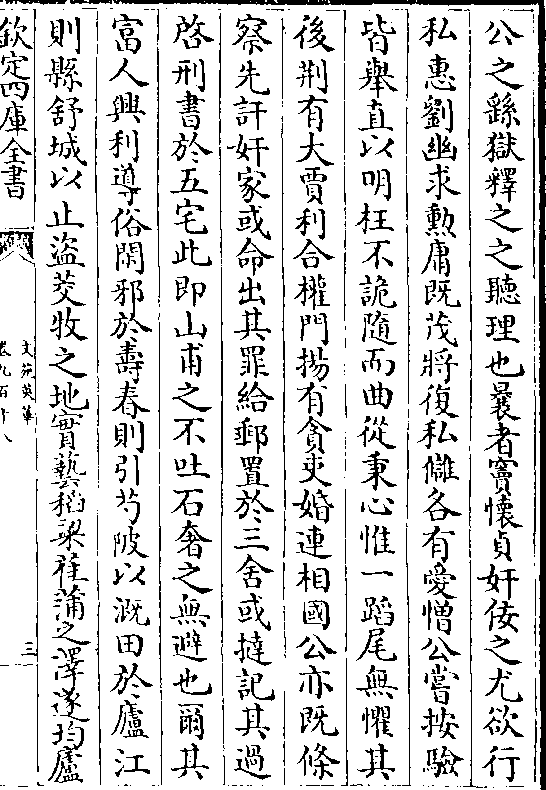 公之繇獄釋之之聽理也曩者竇懷貞奸佞之尤欲行
私惠劉幽求勲庸既茂將復私讎各有愛憎公嘗按驗
皆舉直以明枉不詭隨而曲從秉心惟一蹈尾無懼其
後荆有大賈利合權門揚有貪吏婚連相國公亦既條
察先訐奸家或命出其罪給郵置於三舍或撻記其過
啓刑書於五宅此即山甫之不吐石奢之無避也爾其
富人興利導俗閑邪於壽春則引芍陂以溉田於廬江
則縣舒城以止盜茭牧之地實藝稻梁萑蒲之澤遂均廬
欽定四庫全書
文苑英華
卷九百十八
三